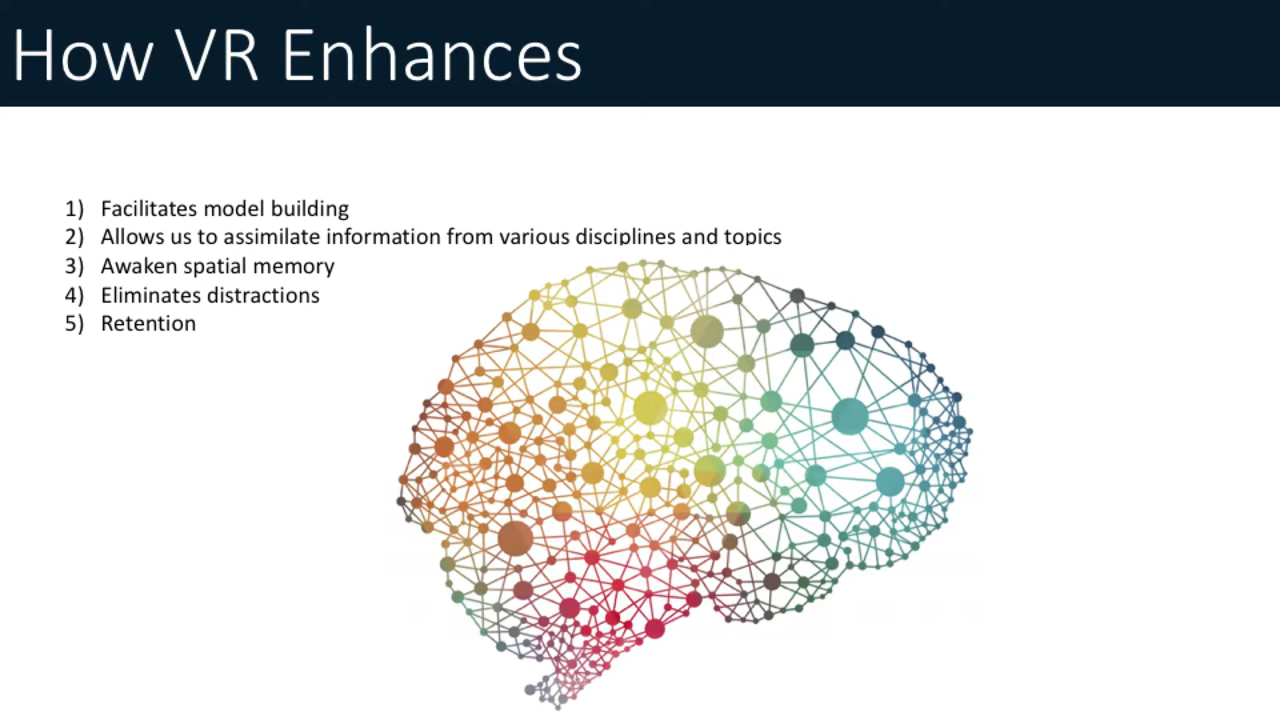 How VR Enhances
1) Facilitates model building
2) Allows us to assimilate information from various disciplines and topics
3) Awaken spatial memory
4) Eliminates distractions
5) Retention